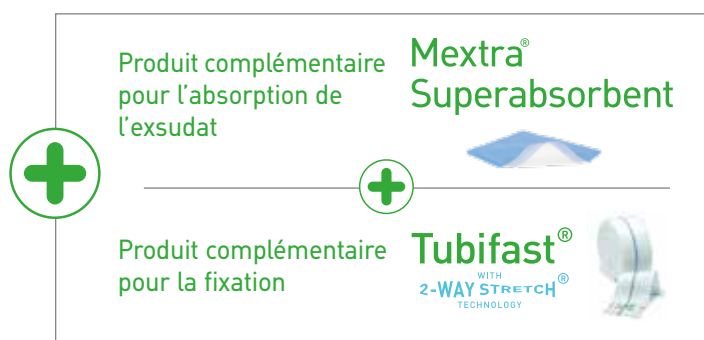 Produit complémentaire
pour l’absorption de
l’exsudat
Mextra®
Superabsorbent
Produit complémentaire
pour la fixation
Tubifast®
WITH
2-WAY STRETCH®
TECHNOLOGY